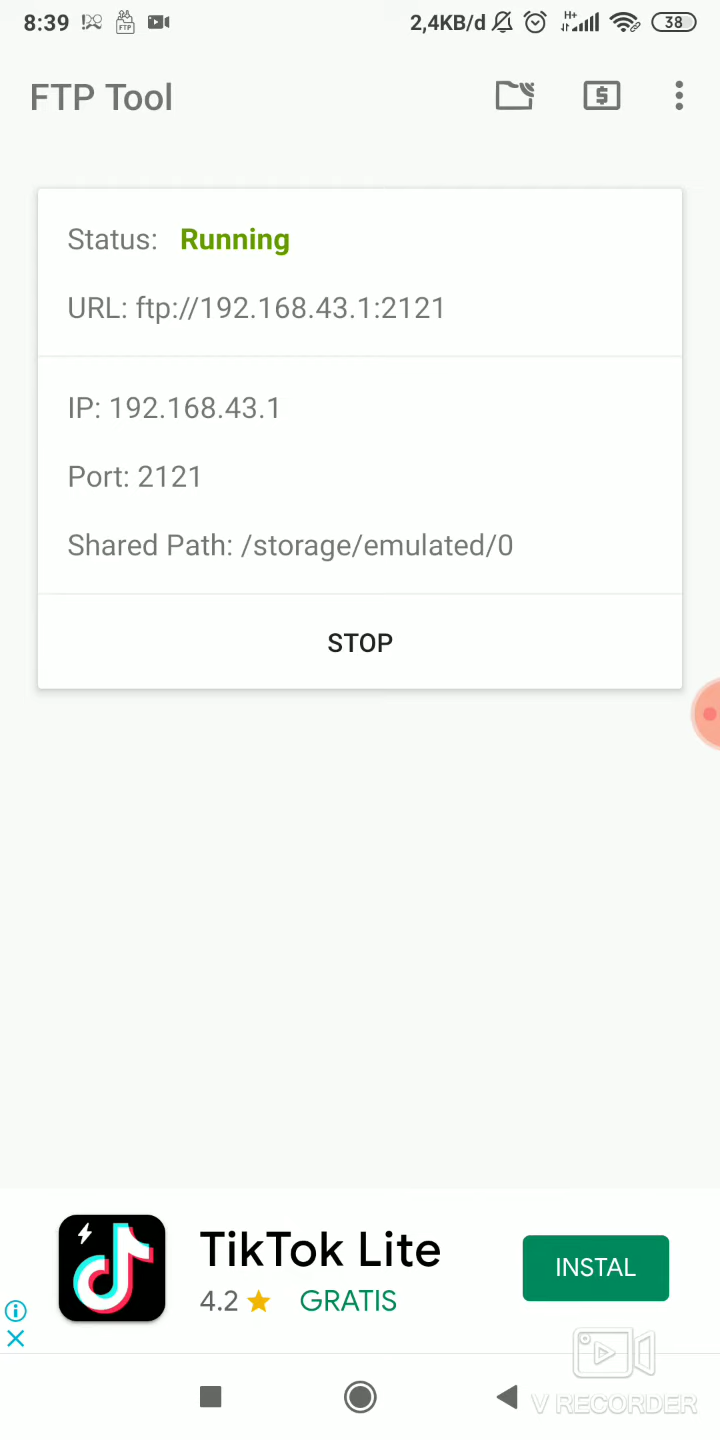 8:39 FTP 2,4KB/d H+ 38
FTP Tool
Status: Running
URL: ftp://192.168.43.1:2121
IP: 192.168.43.1
Port: 2121
Shared Path: /storage/emulated/0
STOP
TikTok Lite
4.2 GRATIS
INSTAL
V RECORDER